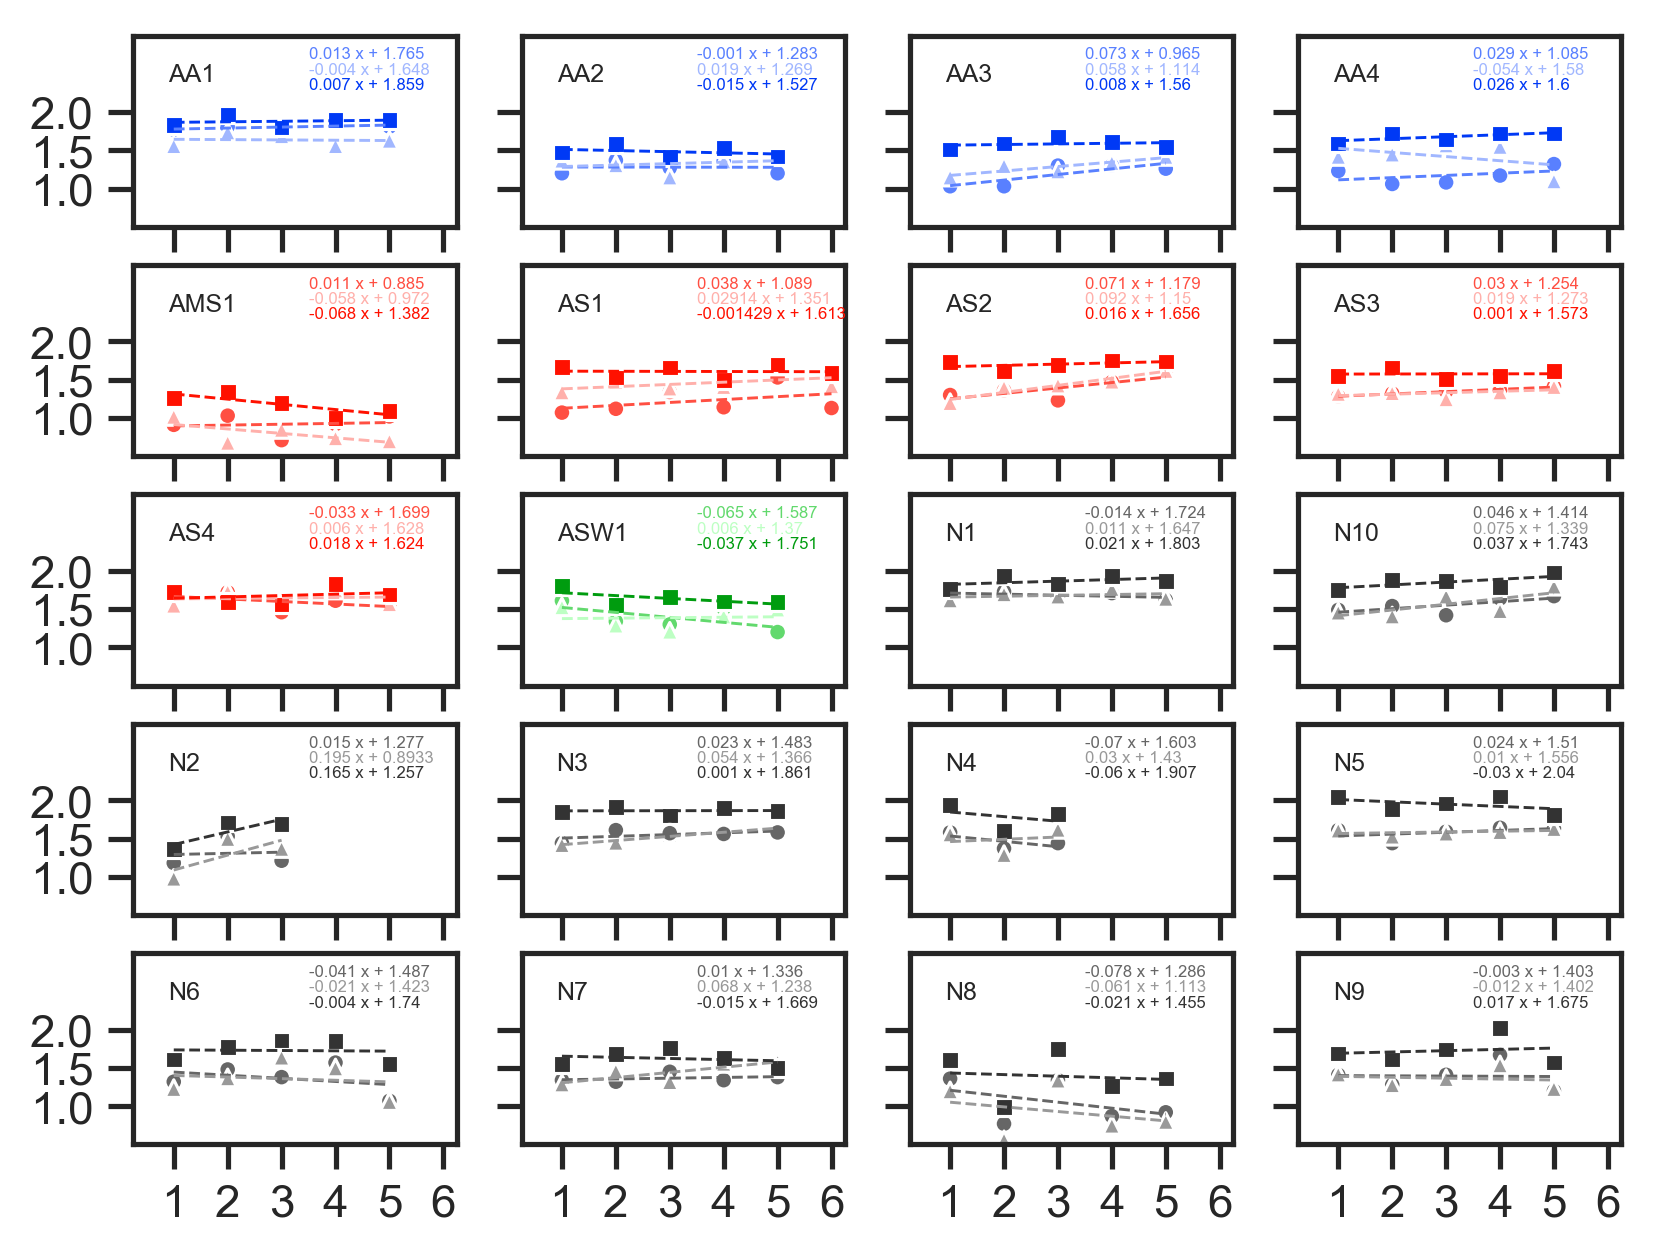 AA1
0.013 x + 1.765
-0.004 x + 1.648
0.007 x + 1.859
AA2
-0.001 x + 1.283
0.019 x + 1.269
-0.015 x + 1.527
AA3
0.073 x + 0.965
0.058 x + 1.114
0.008 x + 1.56
AA4
0.029 x + 1.085
-0.054 x + 1.58
0.026 x + 1.6
2.0
1.5
1.0
AMS1
0.011 x + 0.885
-0.058 x + 0.972
-0.068 x + 1.382
AS1
0.038 x + 1.089
0.02914 x + 1.351
-0.001429 x + 1.613
AS2
0.071 x + 1.179
0.092 x + 1.15
0.016 x + 1.656
AS3
0.03 x + 1.254
0.019 x + 1.273
0.001 x + 1.573
2.0
1.5
1.0
AS4
-0.033 x + 1.699
0.006 x + 1.628
0.018 x + 1.624
ASW1
-0.065 x + 1.587
0.006 x + 1.37
-0.037 x + 1.751
N1
-0.014 x + 1.724
0.011 x + 1.647
0.021 x + 1.803
N10
0.046 x + 1.414
0.075 x + 1.339
0.037 x + 1.743
2.0
1.5
1.0
N2
0.015 x + 1.277
0.195 x + 0.8933
0.165 x + 1.257
N3
0.023 x + 1.483
0.054 x + 1.366
0.001 x + 1.861
N4
-0.07 x + 1.603
0.03 x + 1.43
-0.06 x + 1.907
N5
0.024 x + 1.51
0.01 x + 1.556
-0.03 x + 2.04
2.0
1.5
1.0
N6
-0.041 x + 1.487
-0.021 x + 1.423
-0.004 x + 1.74
N7
0.01 x + 1.336
0.068 x + 1.238
-0.015 x + 1.669
N8
-0.078 x + 1.286
-0.061 x + 1.113
-0.021 x + 1.455
N9
-0.003 x + 1.403
-0.012 x + 1.402
0.017 x + 1.675
2.0
1.5
1.0
1 2 3 4 5 6 1 2 3 4 5 6 1 2 3 4 5 6 1 2 3 4 5 6